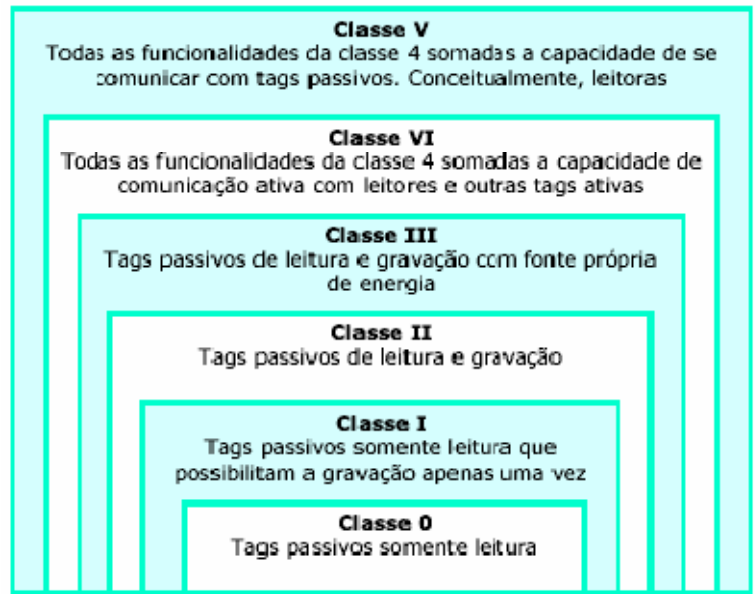 Classe V
Todas as funcionalidades da classe 4 somadas a capacidade de se
comunicar com tags passivos. Conceitualmente, leitoras
Classe VI
Todas as funcionalidades da classe 4 somadas a capacidade de
comunicação ativa com leitores e outras tags ativas
Classe III
Tags passivos de leitura e gravação com fonte própria
de energia
Classe II
Tags passivos de leitura e gravação
Classe I
Tags passivos somente leitura que
possibilitam a gravação apenas uma vez
Classe 0
Tags passivos somente leitura